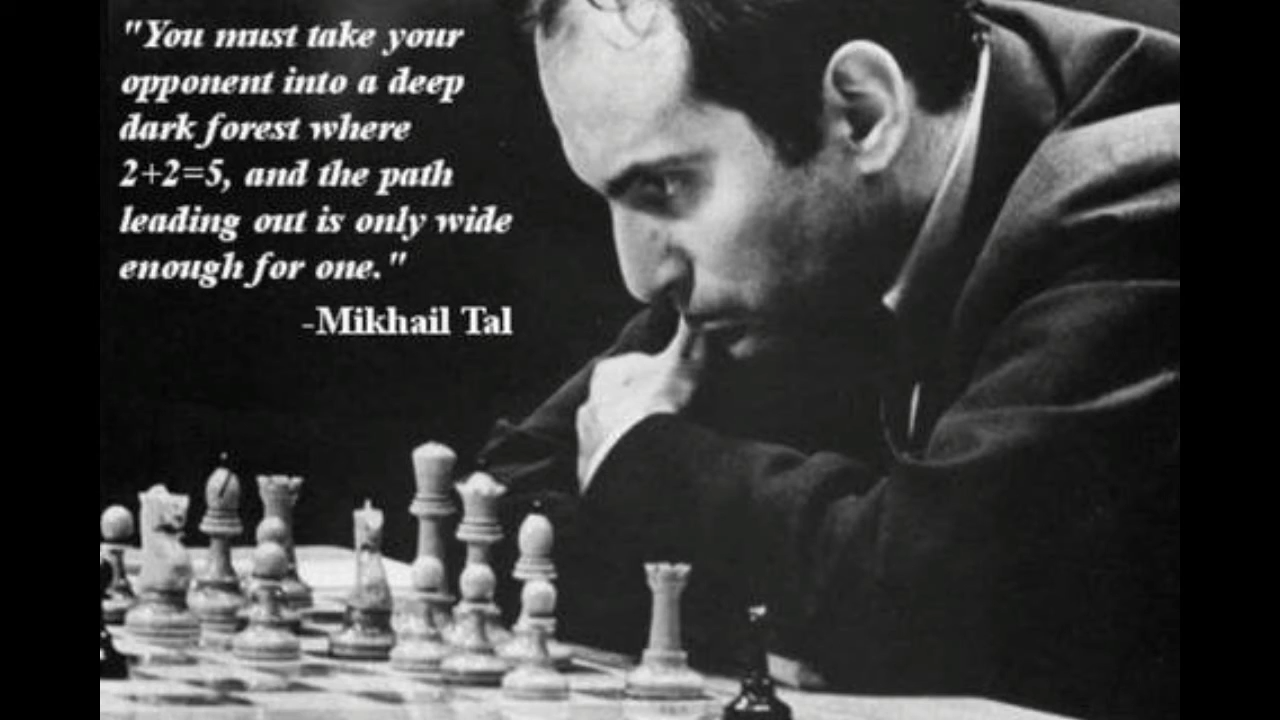 "You must take your
opponent into a deep
dark forest where
2+2=5, and the path
leading out is only wide
enough for one."
-Mikhail Tal